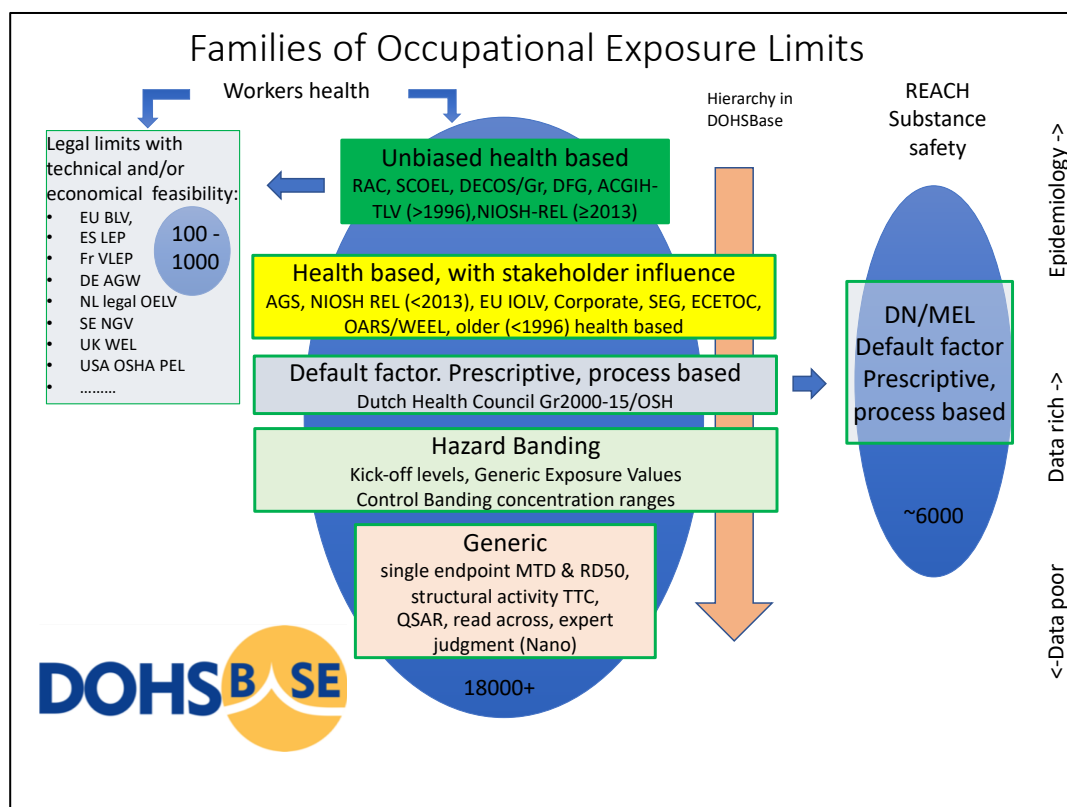 Families of Occupational Exposure Limits
Workers health
Legal limits with
technical and/or
economical feasibility:
• EU BLV,
• ES LEP
• Fr VLEP
• DE AGW
• NL legal OELV
• SE NGV
• UK WEL
• USA OSHA PEL
• ………
100 -
1000
Unbiased health based
RAC, SCOEL, DECOS/Gr, DFG, ACGIH-
TLV (>1996),NIOSH-REL (≥2013)
Health based, with stakeholder influence
AGS, NIOSH REL (<2013), EU IOLV, Corporate, SEG, ECETOC,
OARS/WEEL, older (<1996) health based
Default factor. Prescriptive, process based
Dutch Health Council Gr2000-15/OSH
Hazard Banding
Kick-off levels, Generic Exposure Values
Control Banding concentration ranges
Generic
single endpoint MTD & RD50,
structural activity TTC,
QSAR, read across, expert
judgment (Nano)
18000+
Hierarchy in
DOHSBase
REACH
Substance
safety
DN/MEL
Default factor
Prescriptive,
process based
~6000
Epidemiology ->
Data rich ->
<-Data poor
DOHSBASE